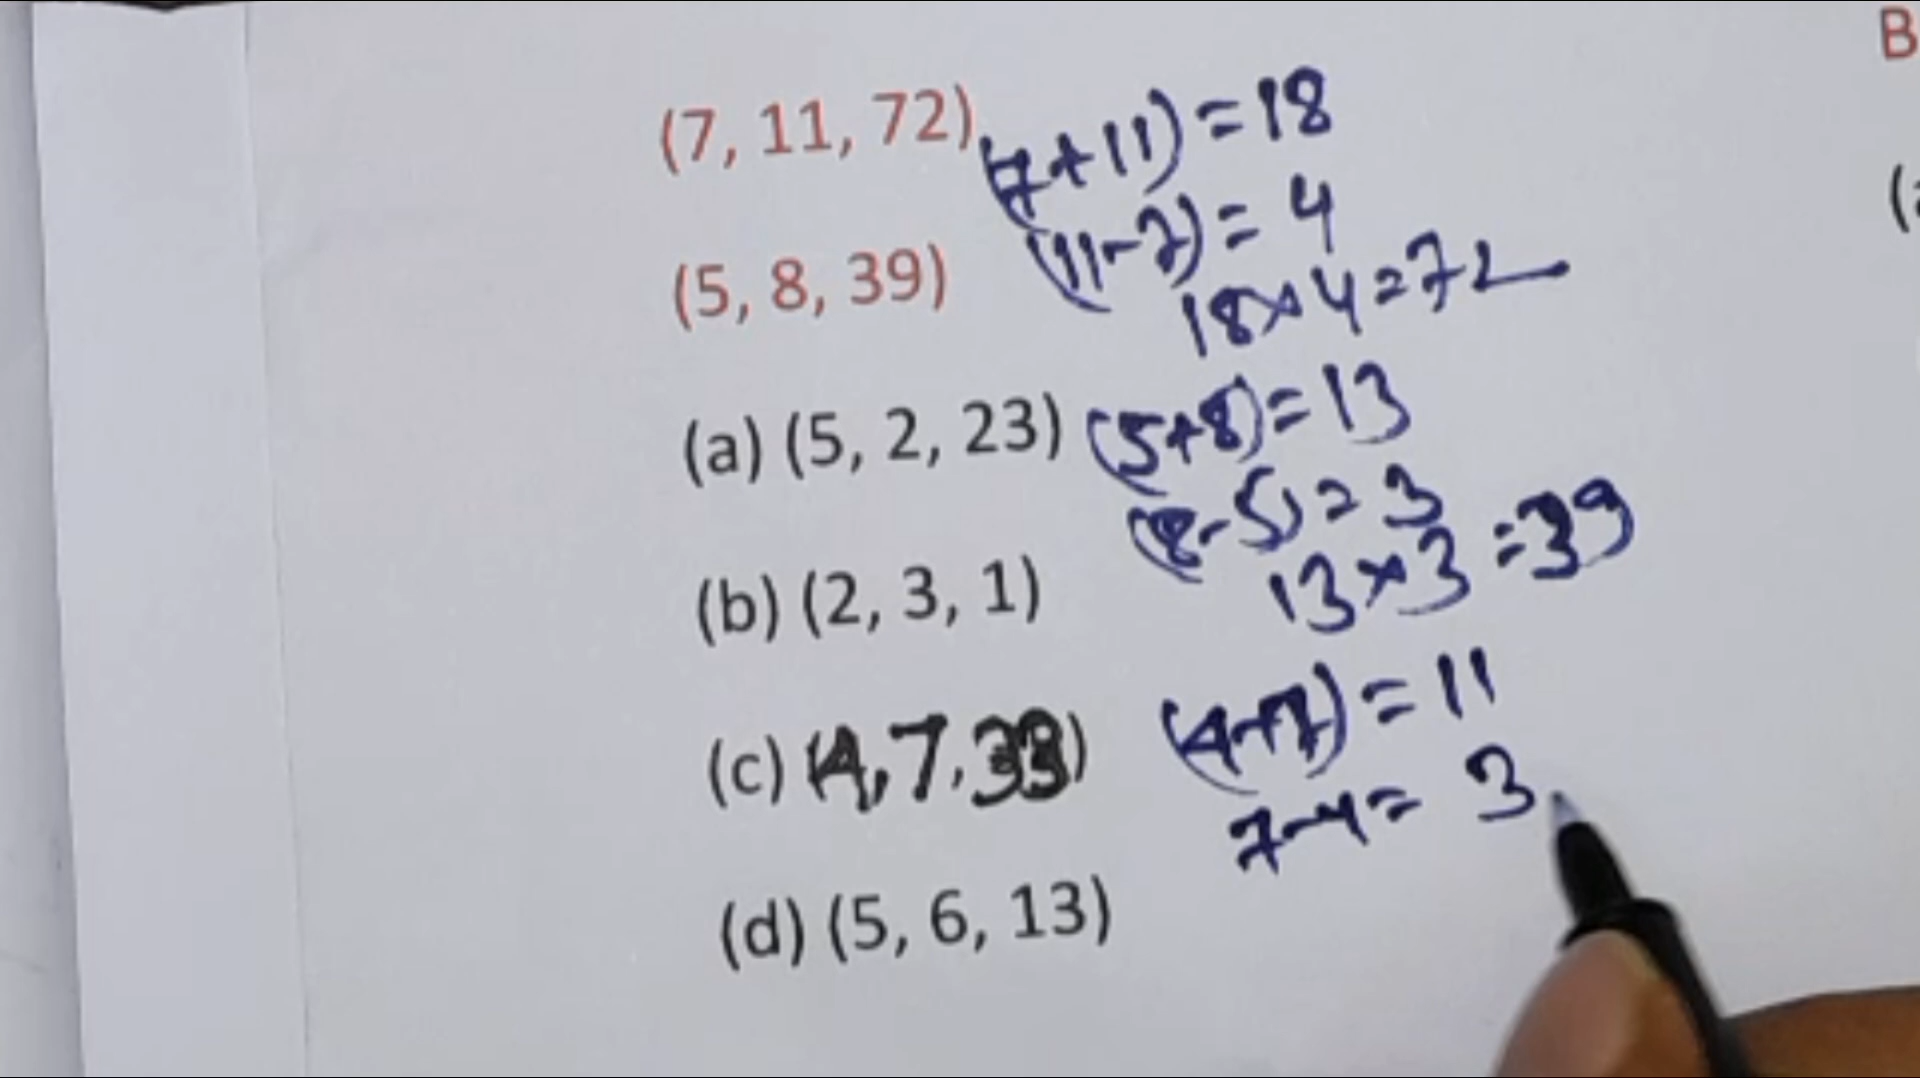 (7, 11, 72) (7+11) = 18
(11-7) = 4
18×4=72
(5, 8, 39)
(a) (5, 2, 23) (5+8) = 13
(8-5) = 3
13×3 =39
(b) (2, 3, 1)
(c) (4,7,33) (4+7) = 11
7-4= 3
(d) (5, 6, 13)
B